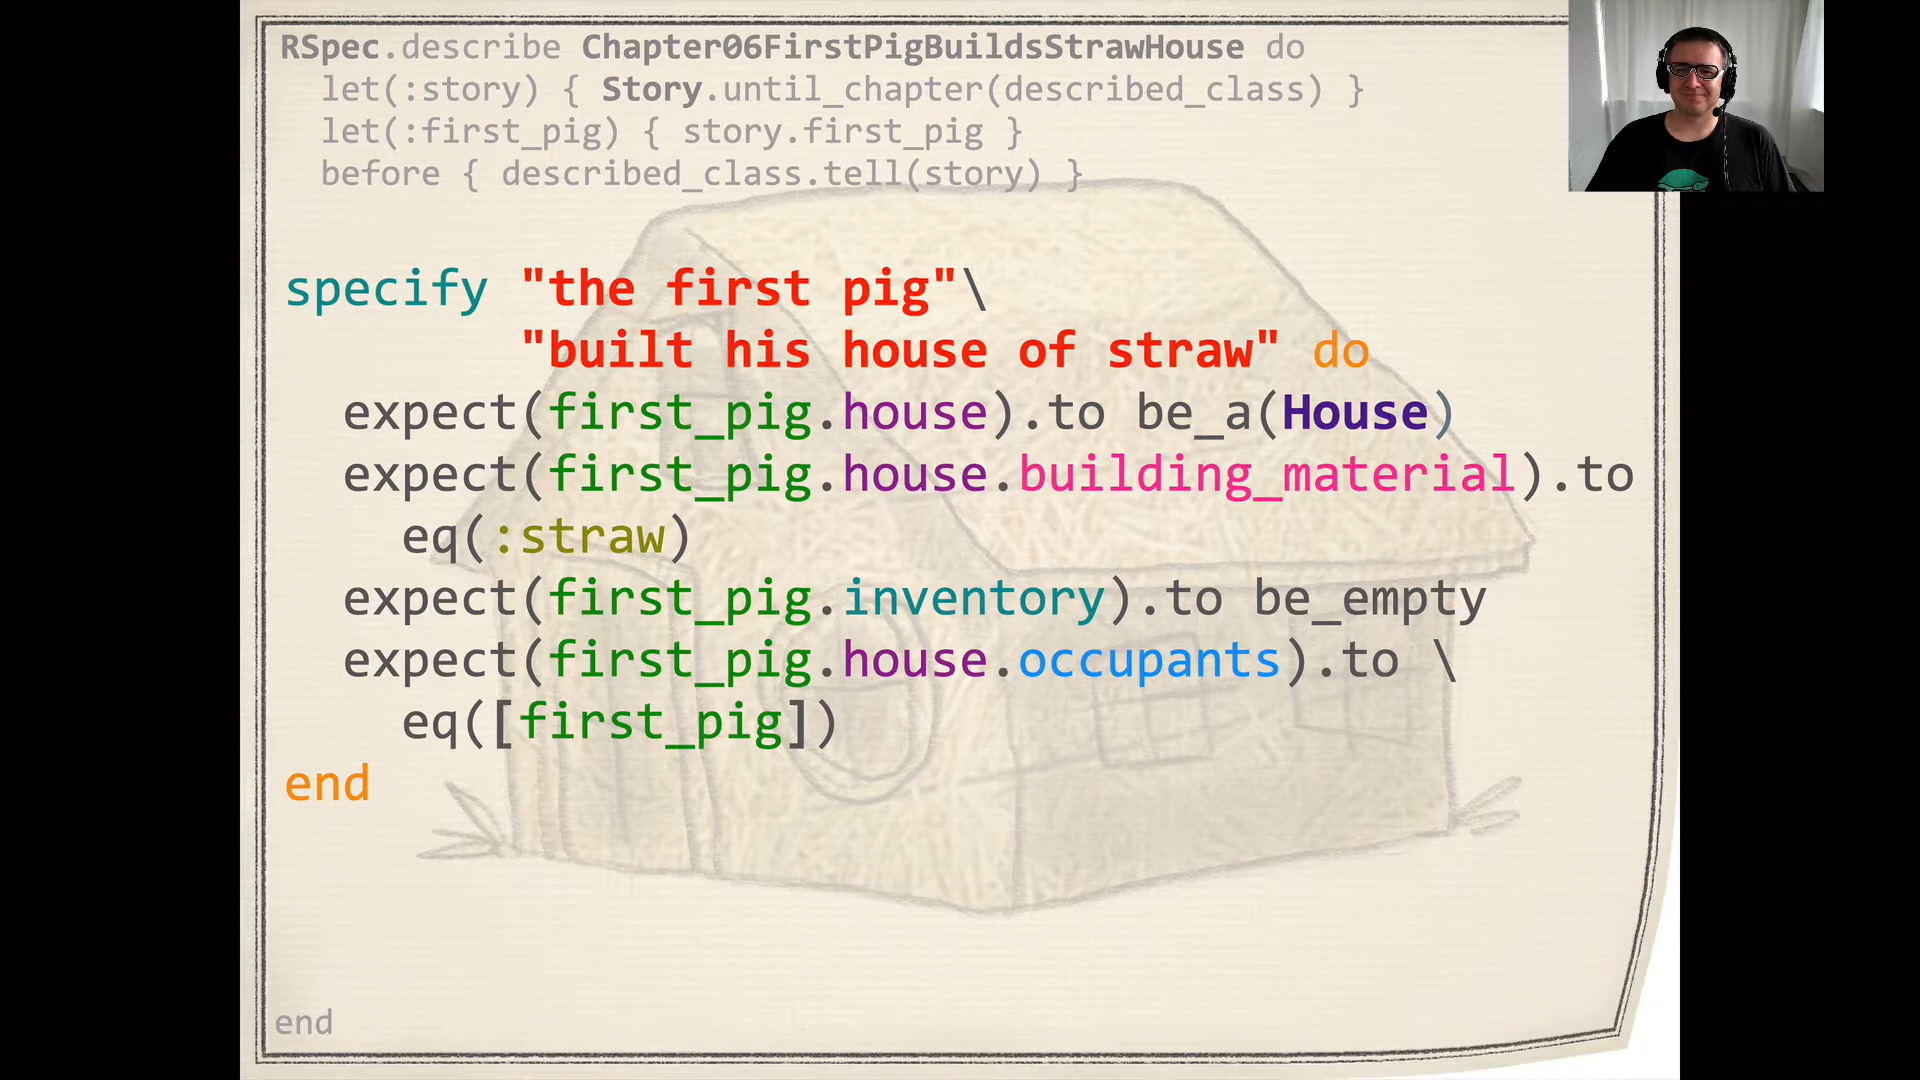 RSpec.describe Chapter06FirstPigBuildsStrawHouse do
  let(:story) { Story.until_chapter(described_class) }
  let(:first_pig) { story.first_pig }
  before { described_class.tell(story) }
specify "the first pig"\
        "built his house of straw" do
  expect(first_pig.house).to be_a(House)
  expect(first_pig.house.building_material).to
    eq(:straw)
  expect(first_pig.inventory).to be_empty
  expect(first_pig.house.occupants).to \
    eq([first_pig])
end
end